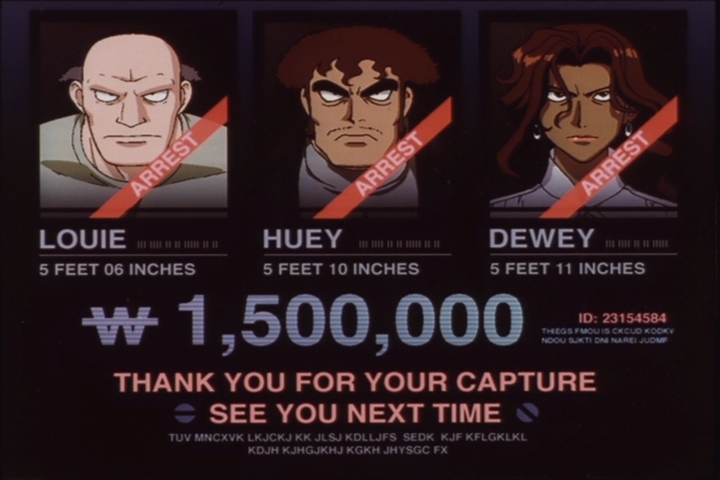 ARREST
ARREST
ARREST
LOUIE
HUEY
DEWEY
5 FEET 06 INCHES
5 FEET 10 INCHES
5 FEET 11 INCHES
₩ 1,500,000
ID: 23154584
THIEGS FMOU IS CKCUD KODKV
NDOU SJKTI DNI NAREI JUDMF
THANK YOU FOR YOUR CAPTURE
SEE YOU NEXT TIME
TUV MNCXVK LKJCKJ KK JLSJ KDLLJFS SEDK KJF KFLGKLKL
KDJH KJHGJKHJ KGKH JHYSGC FX